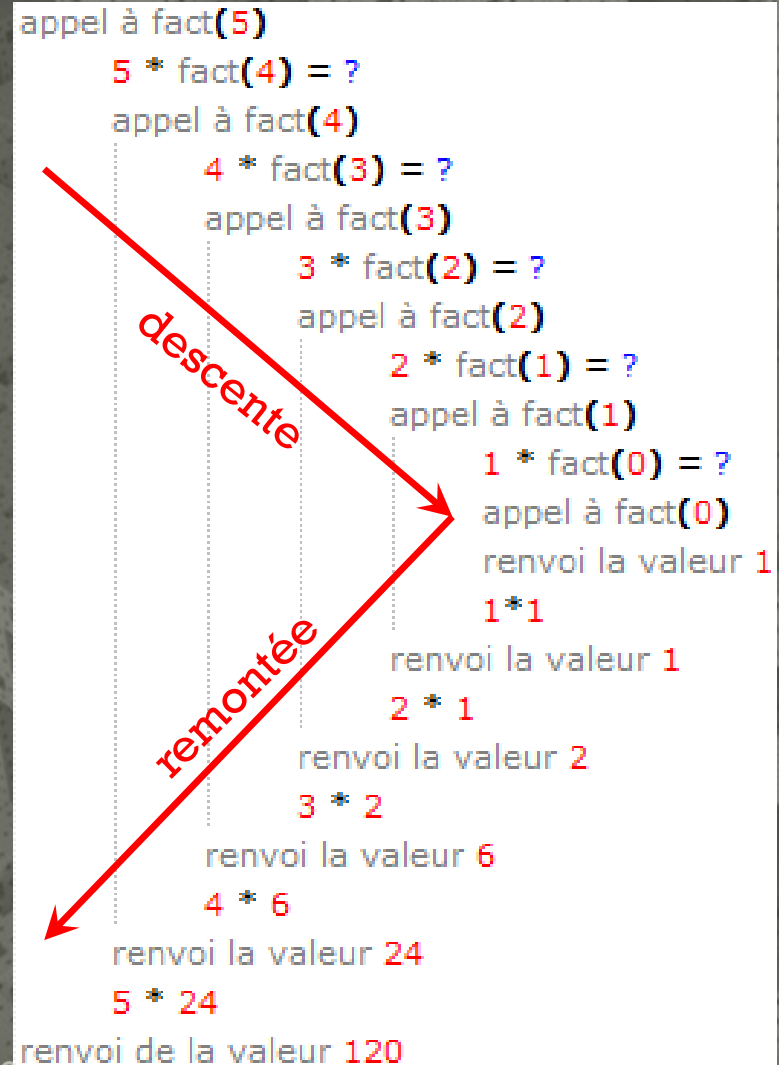 appel à fact(5)
5 * fact(4) = ?
appel à fact(4)
4 * fact(3) = ?
appel à fact(3)
3 * fact(2) = ?
appel à fact(2)
2 * fact(1) = ?
appel à fact(1)
1 * fact(0) = ?
appel à fact(0)
renvoi la valeur 1
1*1
renvoi la valeur 1
2 * 1
renvoi la valeur 2
3 * 2
renvoi la valeur 6
4 * 6
renvoi la valeur 24
5 * 24
renvoi de la valeur 120
descente
remontée